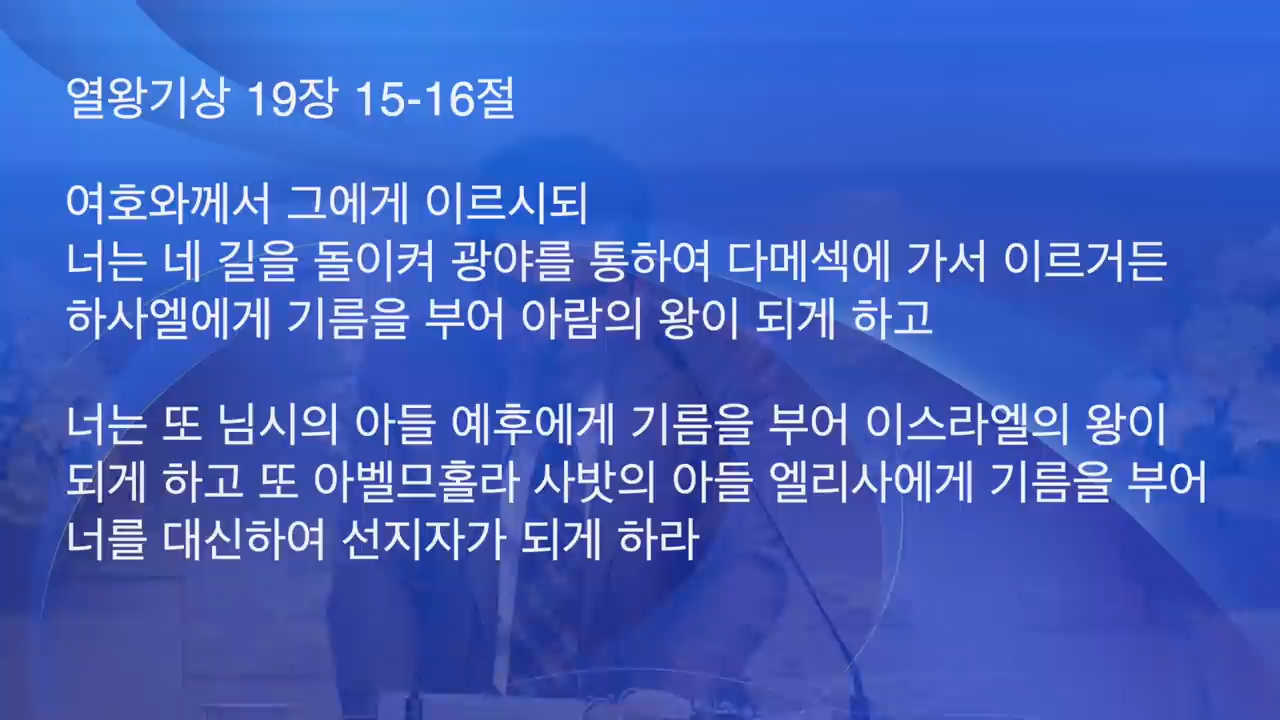 열왕기상 19장 15-16절
여호와께서 그에게 이르시되
너는 네 길을 돌이켜 광야를 통하여 다메섹에 가서 이르거든
하사엘에게 기름을 부어 아람의 왕이 되게 하고
너는 또 님시의 아들 예후에게 기름을 부어 이스라엘의 왕이
되게 하고 또 아벨므홀라 사밧의 아들 엘리사에게 기름을 부어
너를 대신하여 선지자가 되게 하라